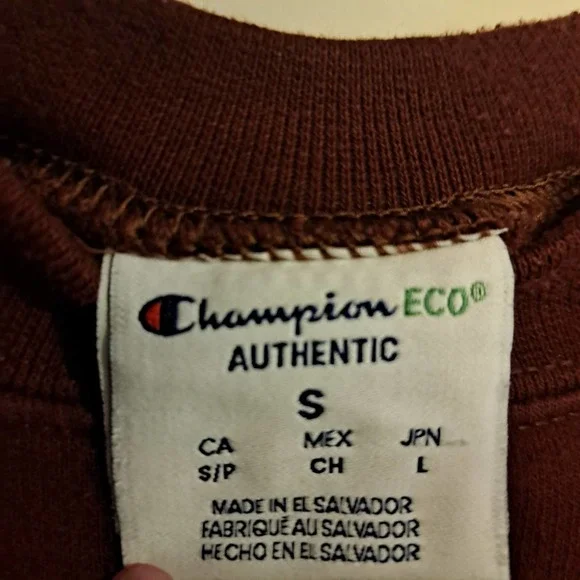 Champion ECO®
AUTHENTIC
S
CA MEX JPN
S/P CH L
MADE IN EL SALVADOR
FABRIQUÉ AU SALVADOR
HECHO EN EL SALVADOR